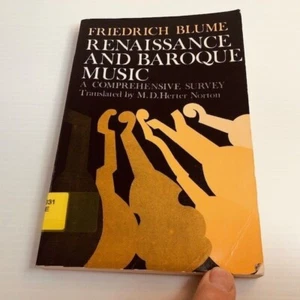 FRIEDRICH BLUME
RENAISSANCE
AND BAROQUE
MUSIC
A COMPREHENSIVE SURVEY
Translated by M.D.Herter Norton